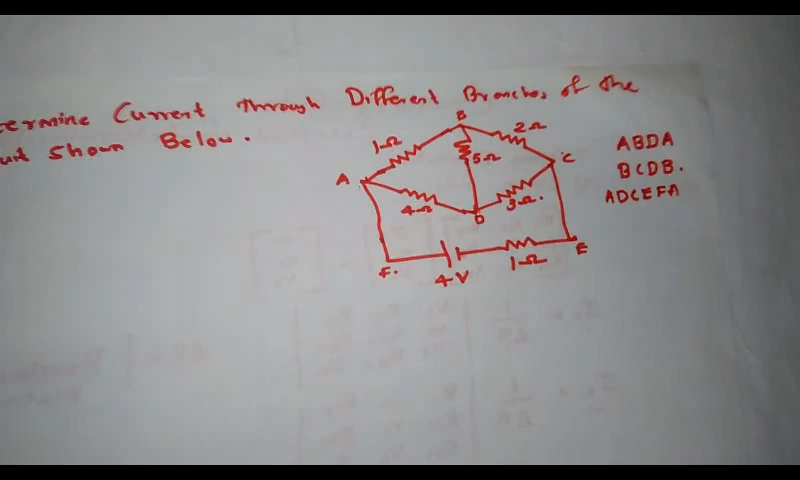 ermine Current Through Different Branches of the
Shown Below.
B
1Ω
2Ω
5Ω
C
A
4Ω
3Ω.
D
F.
4V
1Ω
E
ABDA
BCDB.
ADCEFA